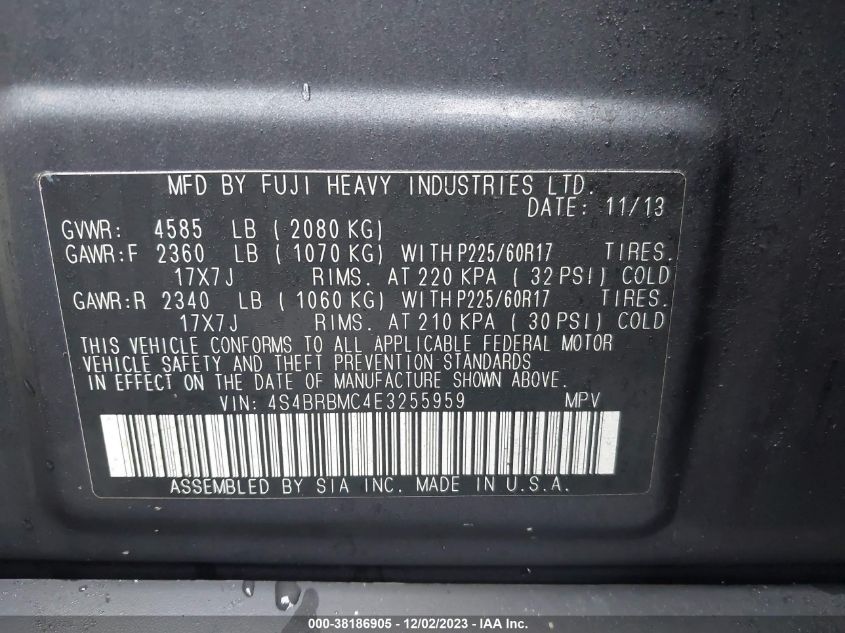 MFD BY FUJI HEAVY INDUSTRIES LTD.
DATE: 11/13
GVWR: 4585 LB ( 2080 KG)
GAWR:F 2360 LB ( 1070 KG) WITH P225/60R17 TIRES.
17X7J RIMS. AT 220 KPA ( 32 PSI) COLD
GAWR:R 2340 LB ( 1060 KG) WITH P225/60R17 TIRES.
17X7J RIMS. AT 210 KPA ( 30 PSI) COLD
THIS VEHICLE CONFORMS TO ALL APPLICABLE FEDERAL MOTOR
VEHICLE SAFETY AND THEFT PREVENTION STANDARDS
IN EFFECT ON THE DATE OF MANUFACTURE SHOWN ABOVE.
VIN: 4S4BRBMC4E3255959 MPV
ASSEMBLED BY SIA INC. MADE IN U.S.A.
000-38186905 - 12/02/2023 - IAA Inc.